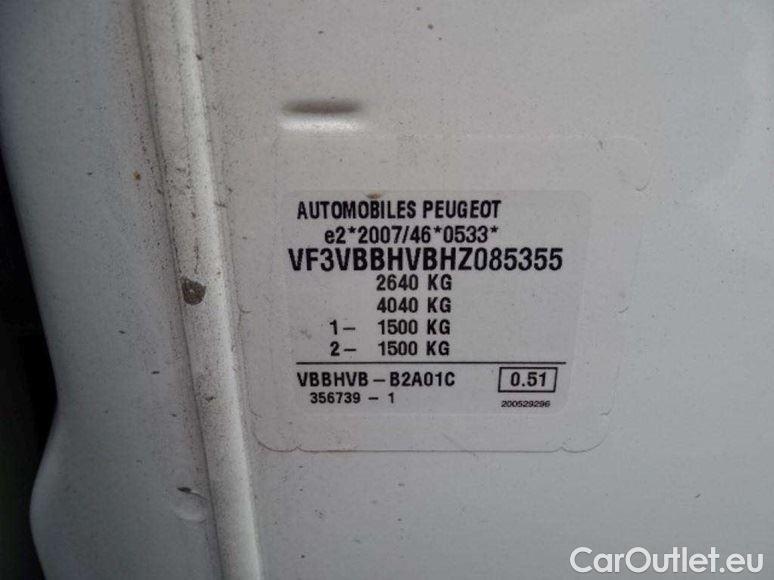 AUTOMOBILES PEUGEOT
e2*2007/46*0533*
VF3VBBHVBHZ085355
2640 KG
4040 KG
1- 1500 KG
2- 1500 KG
VBBHVB-B2A01C 0.51
356739-1 200529296
CarOutlet.eu